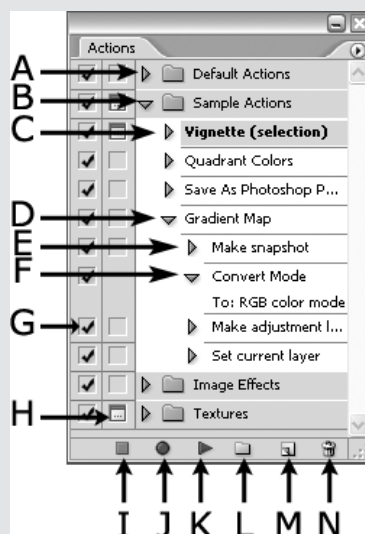 Actions
A Default Actions
B Sample Actions
C Vignette (selection)
Quadrant Colors
Save As Photoshop P...
D Gradient Map
E Make snapshot
F Convert Mode
To: RGB color mode
G Make adjustment l...
Set current layer
Image Effects
H Textures
I J K L M N